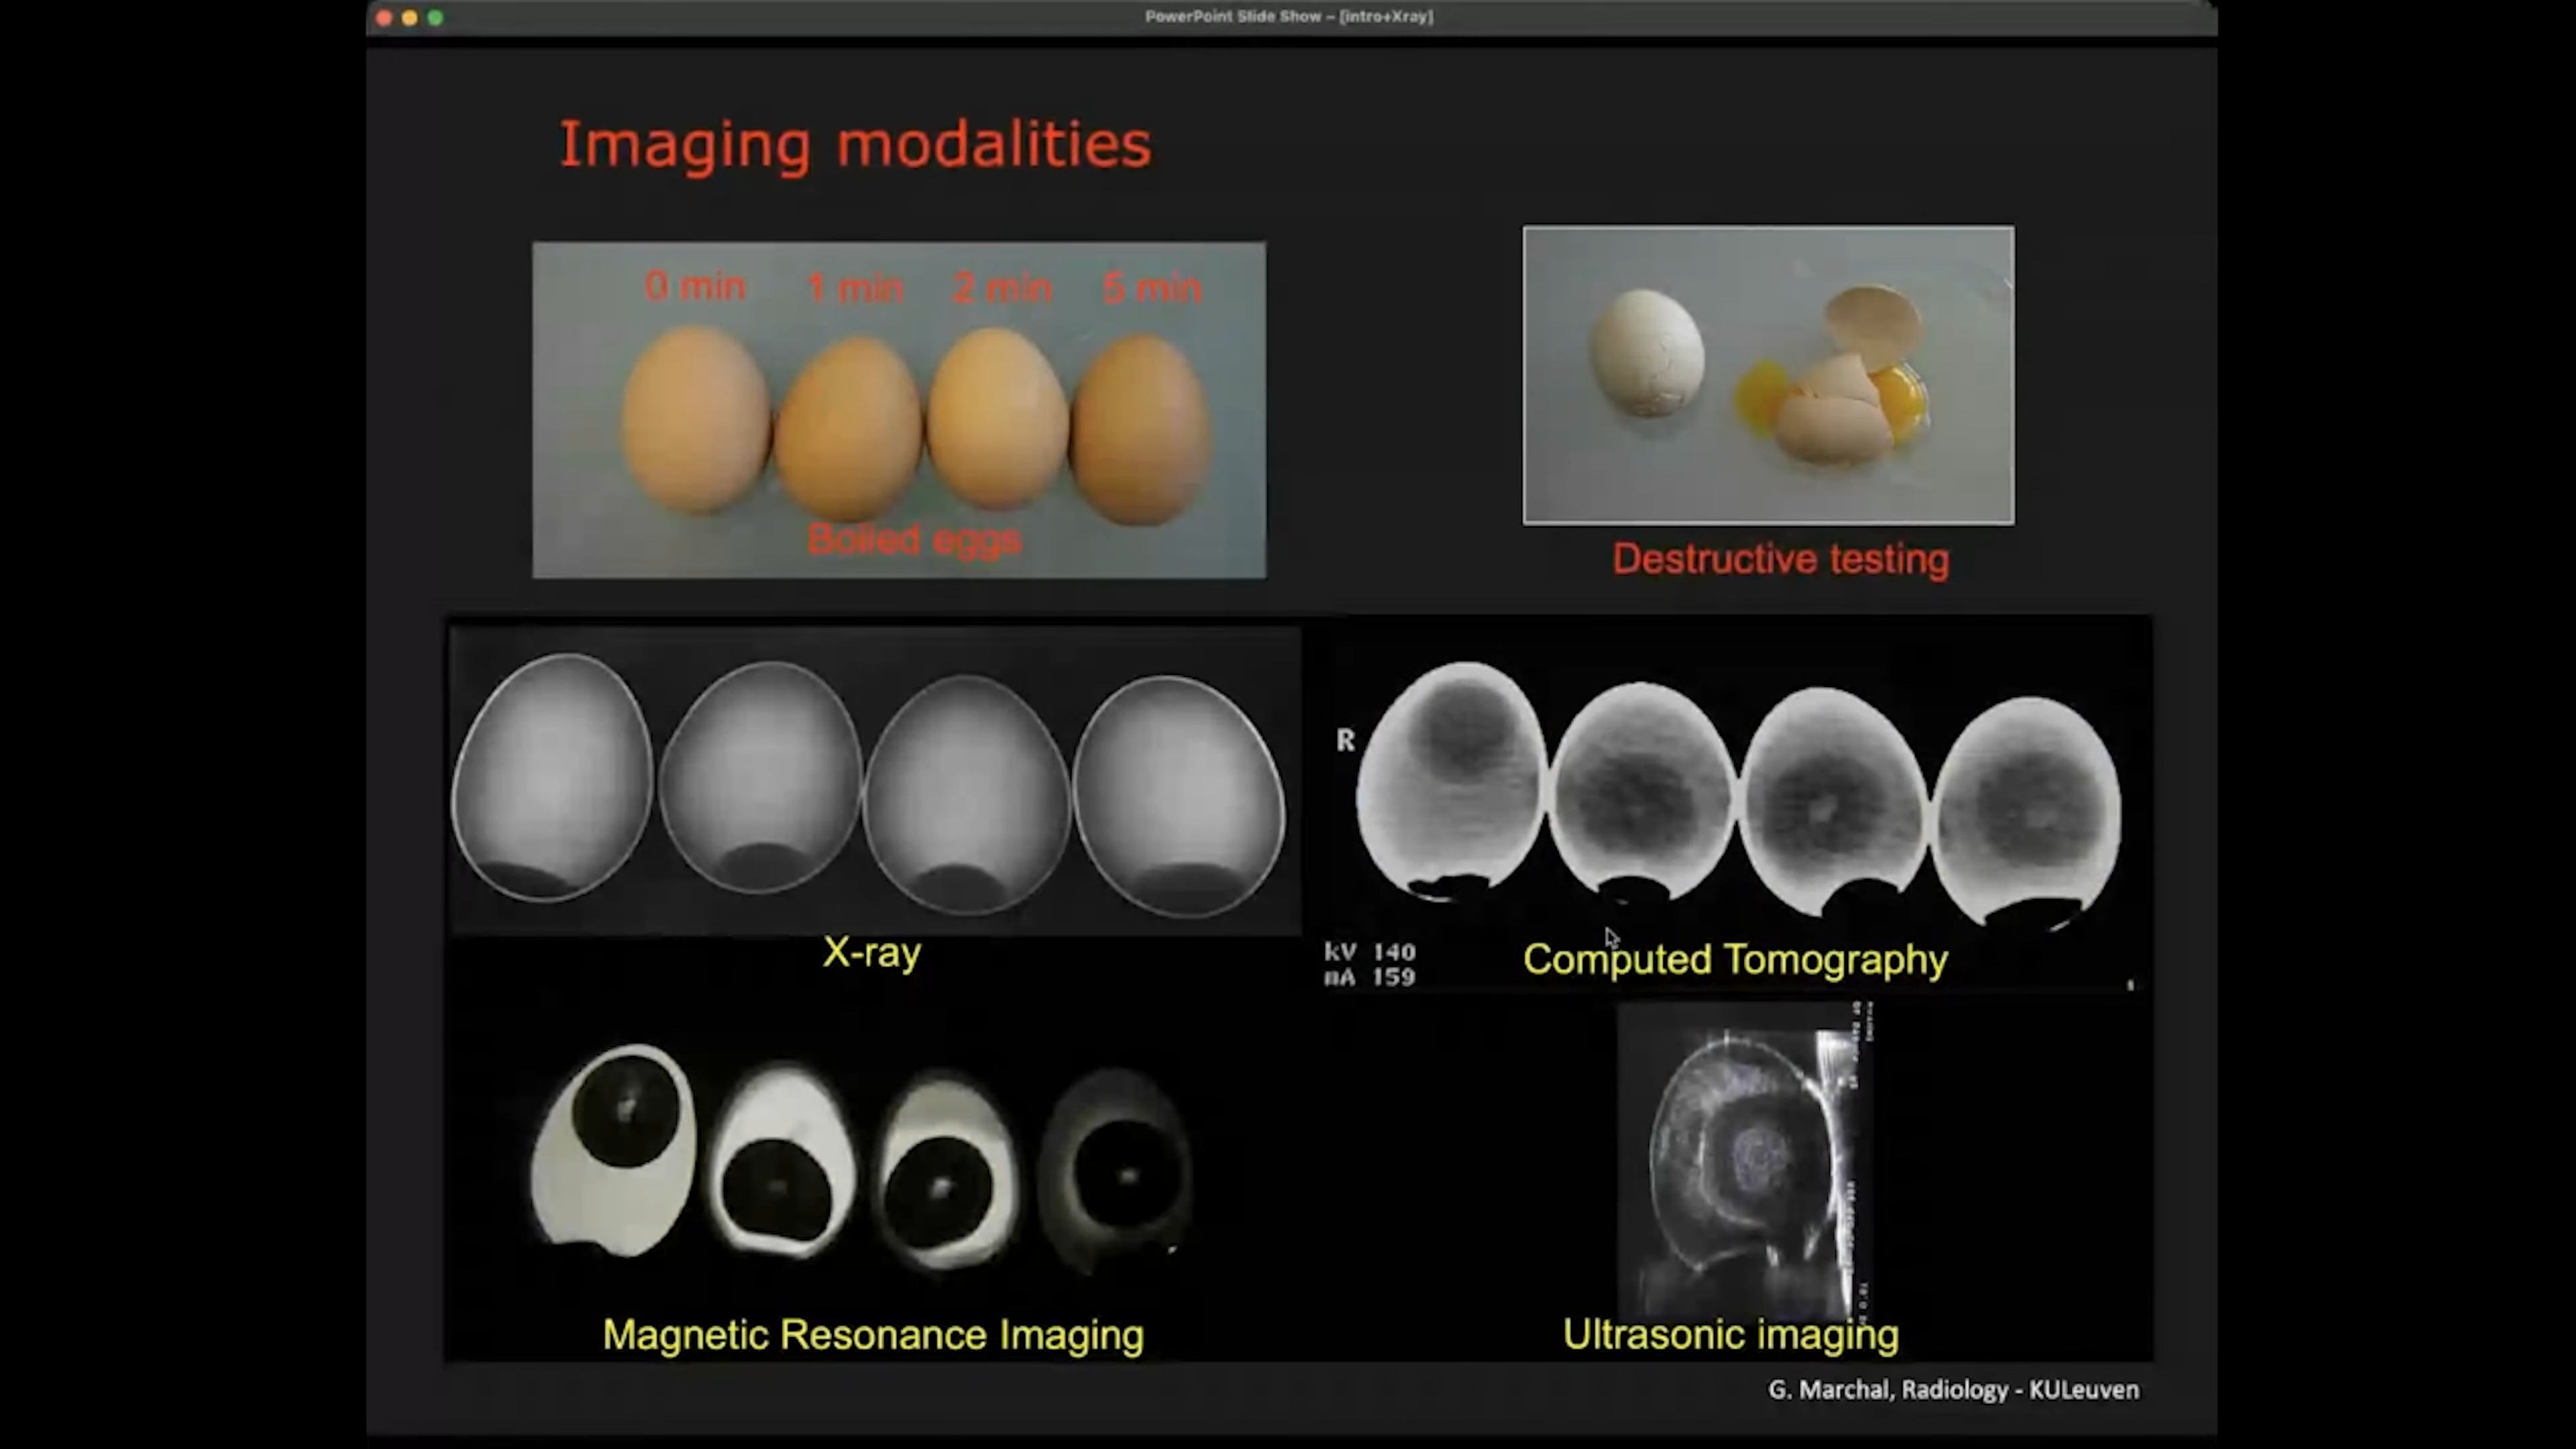 PowerPoint Slide Show – [intro+Xray]
Imaging modalities
0 min 1 min 2 min 5 min
Boiled eggs
Destructive testing
R
X-ray
kV 140
mA 159
Computed Tomography
Magnetic Resonance Imaging
Ultrasonic imaging
G. Marchal, Radiology - KULeuven